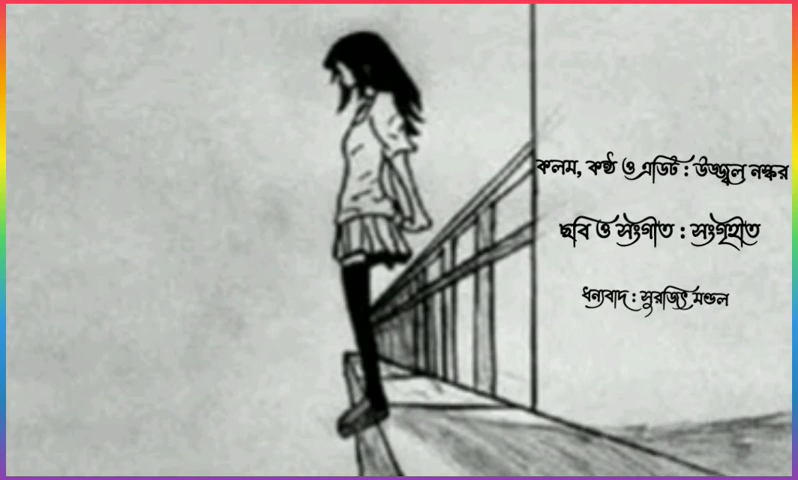 কলম, কণ্ঠ ও এডিট : উজ্জ্বল নস্কর
ছবি ও সংগীত : সংগৃহীত
ধন্যবাদ : সুরজিৎ মণ্ডল